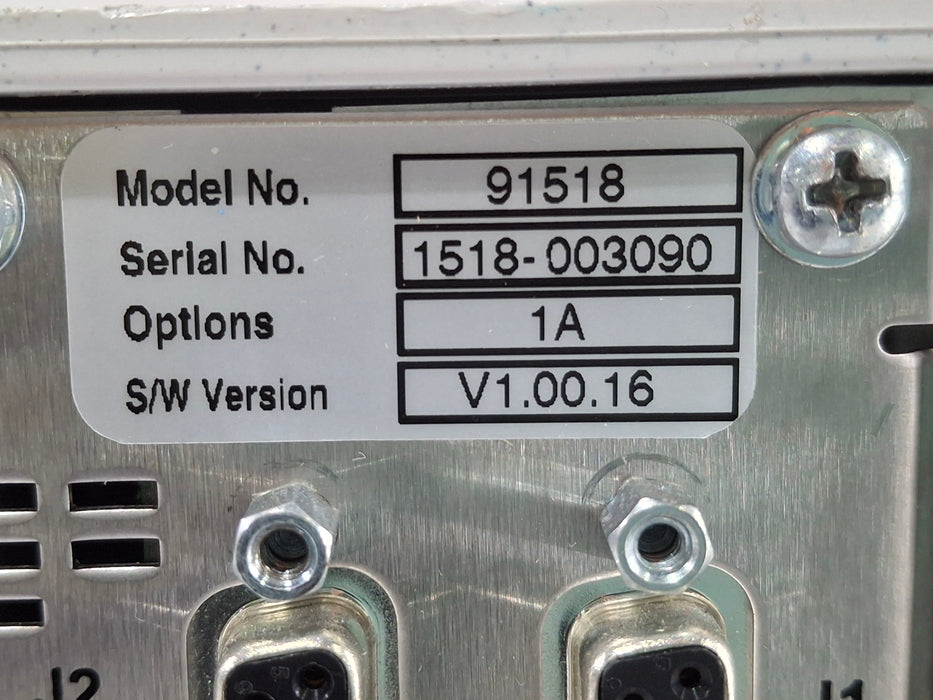 Model No. 91518
Serial No. 1518-003090
Options 1A
S/W Version V1.00.16
J2 J1